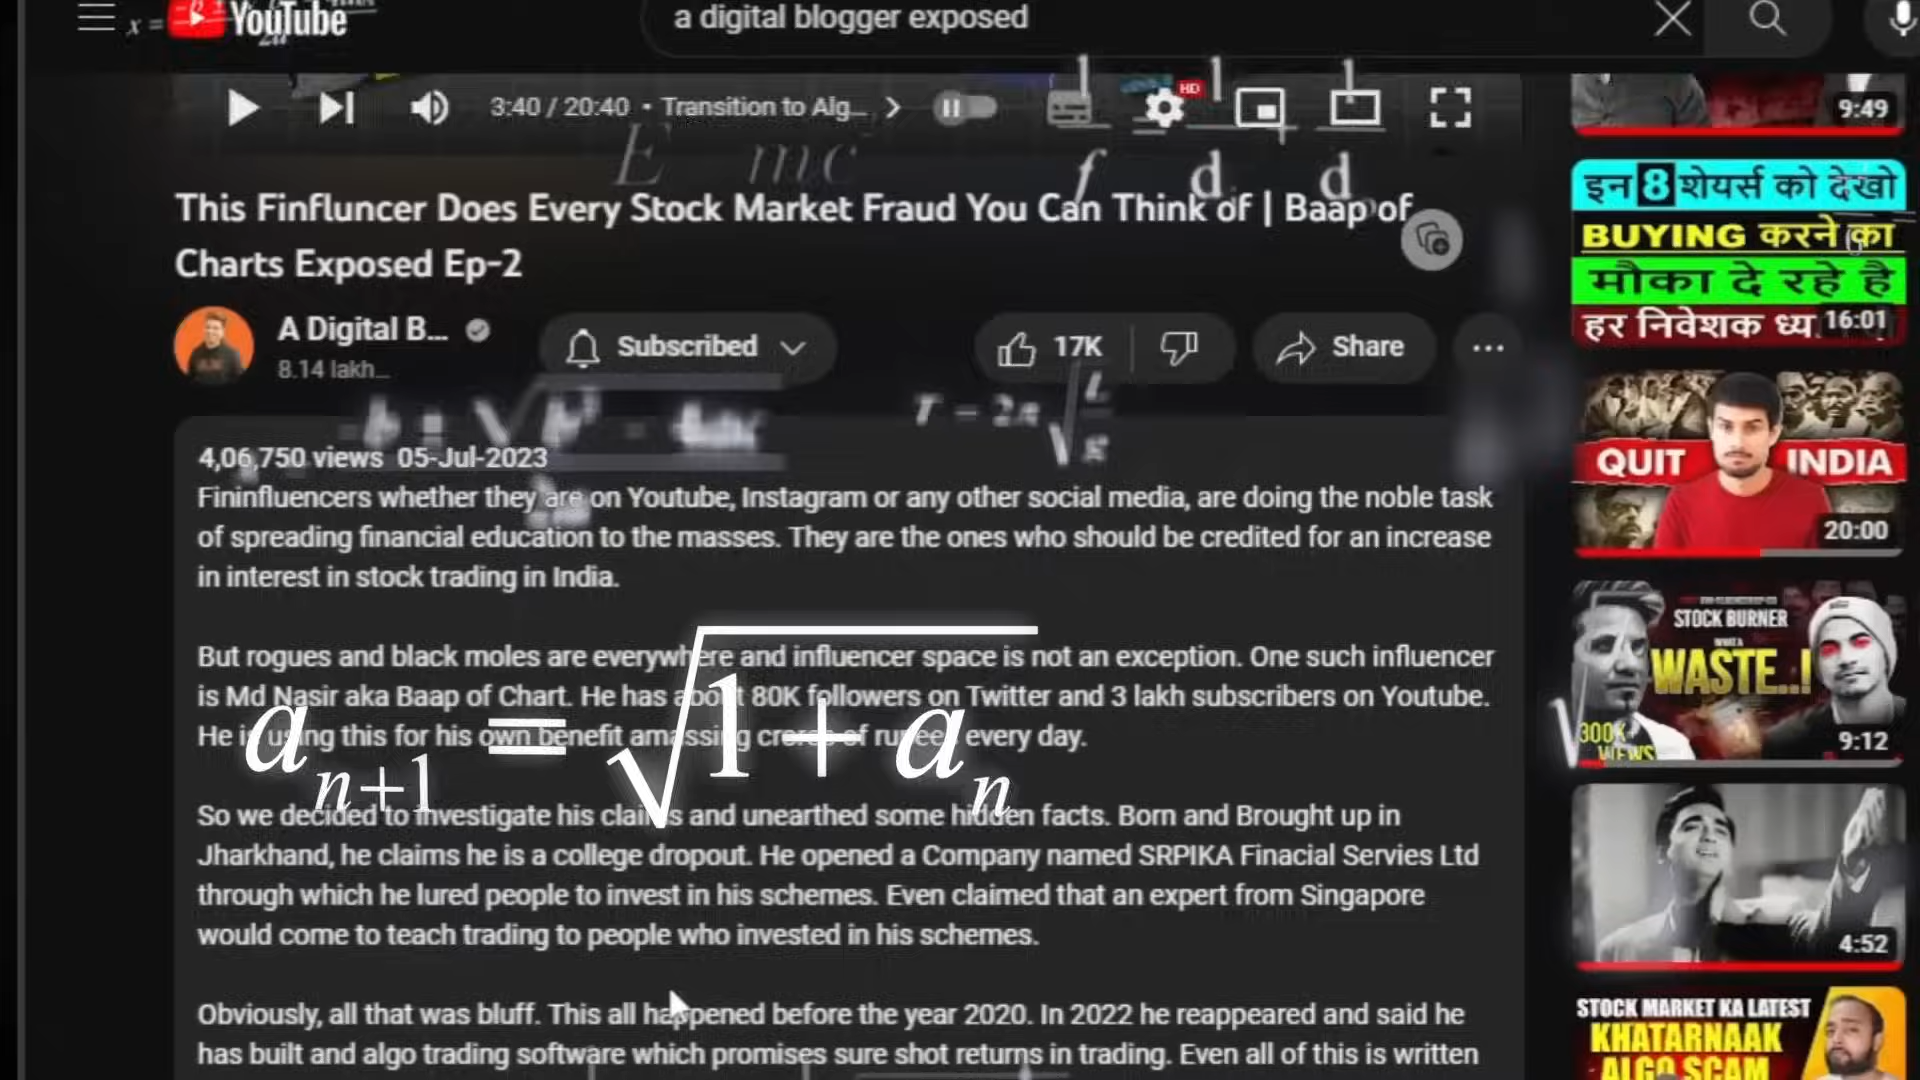 YouTube
a digital blogger exposed
3:40 / 20:40 • Transition to Alg...
HD
9:49
E mc
f d d
This Finfluncer Does Every Stock Market Fraud You Can Think of | Baap of
Charts Exposed Ep-2
A Digital B...
8.14 lakh...
Subscribed
17K
Share
T = 2π√L/g
4,06,750 views 05-Jul-2023
Fininfluencers whether they are on Youtube, Instagram or any other social media, are doing the noble task
of spreading financial education to the masses. They are the ones who should be credited for an increase
in interest in stock trading in India.
But rogues and black moles are everywhere and influencer space is not an exception. One such influencer
is Md Nasir aka Baap of Chart. He has about 80K followers on Twitter and 3 lakh subscribers on Youtube.
He is using this for his own benefit amassing crores of rupees every day.
aₙ₊₁ = √1 + aₙ
So we decided to investigate his claims and unearthed some hidden facts. Born and Brought up in
Jharkhand, he claims he is a college dropout. He opened a Company named SRPIKA Finacial Servies Ltd
through which he lured people to invest in his schemes. Even claimed that an expert from Singapore
would come to teach trading to people who invested in his schemes.
Obviously, all that was bluff. This all happened before the year 2020. In 2022 he reappeared and said he
has built and algo trading software which promises sure shot returns in trading. Even all of this is written
इन 8 शेयर्स को देखो
BUYING करने का
मौका दे रहे है
हर निवेशक
16:01
QUIT INDIA
20:00
STOCK BURNER
WHAT A
WASTE..!
300K+
VIEWS
9:12
4:52
STOCK MARKET KA LATEST
KHATARNAAK
ALGO SCAM